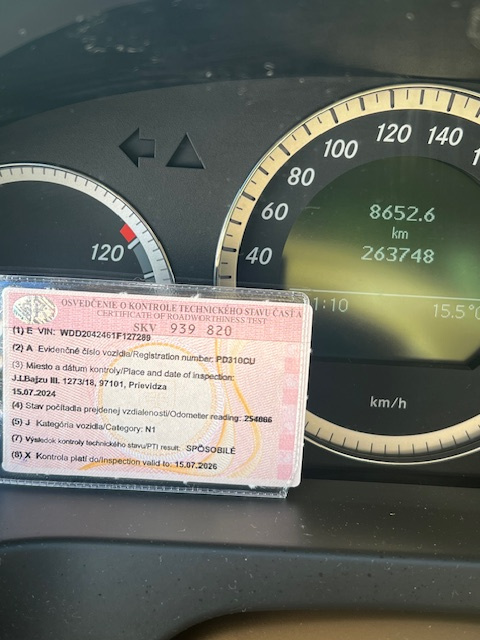 120
40
60
80
100
120
140
8652.6
km
263748
1:10
15.5°
km/h
OSVEDČENIE O KONTROLE TECHNICKÉHO STAVU ČASŤ A
CERTIFICATE OF ROADWORTHINESS TEST
SKV 939 820
(1) E VIN: WDD2042461F127289
(2) A Evidenčné číslo vozidla/Registration number: PD310CU
(3) Miesto a dátum kontroly/Place and date of inspection:
J.I.Bajzu III. 1273/18, 97101, Prievidza
15.07.2024
(4) Stav počítadla prejdenej vzdialenosti/Odometer reading: 254086
(5) J Kategória vozidla/Category: N1
(7) Výsledok kontroly technického stavu/PTI result: SPÔSOBILÉ
(8) X Kontrola platí do/Inspection valid to: 15.07.2026